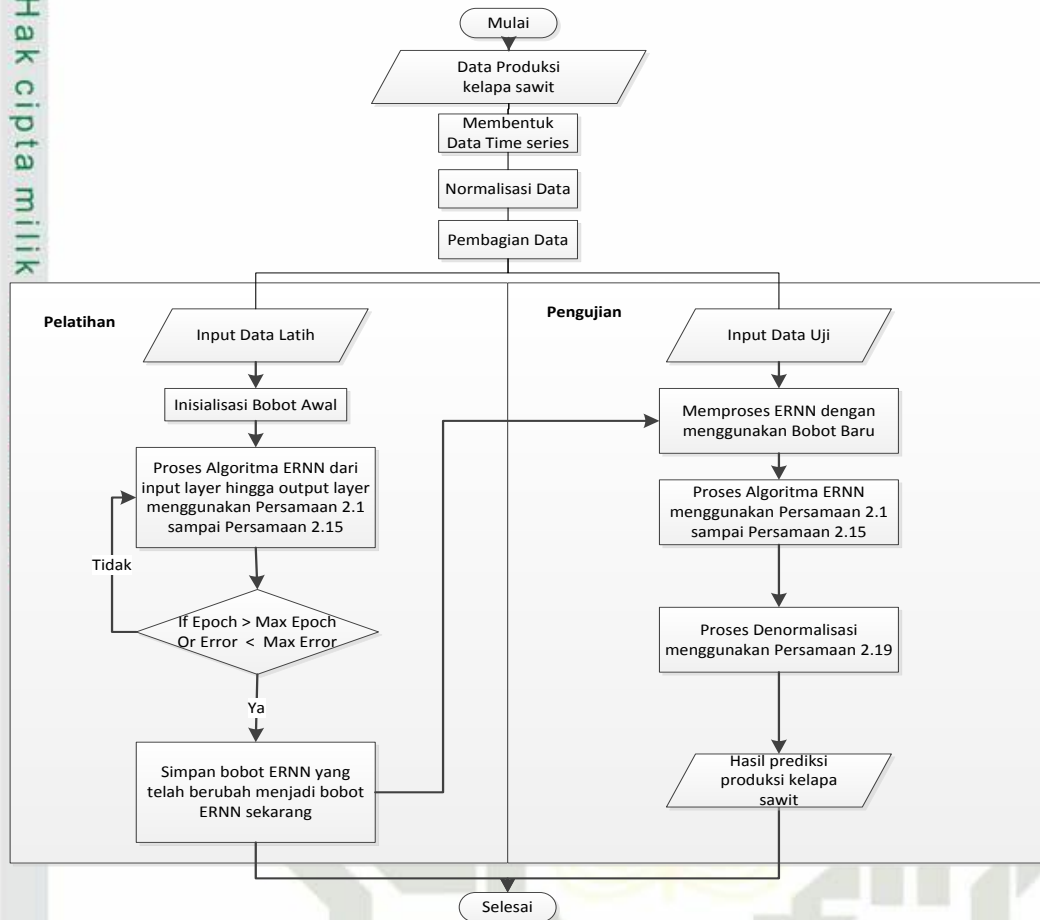 Hak cipta milik
Mulai
Data Produksi
kelapa sawit
Membentuk
Data Time series
Normalisasi Data
Pembagian Data
Pelatihan
Input Data Latih
Inisialisasi Bobot Awal
Proses Algoritma ERNN dari
input layer hingga output layer
menggunakan Persamaan 2.1
sampai Persamaan 2.15
Tidak
If Epoch > Max Epoch
Or Error < Max Error
Ya
Simpan bobot ERNN yang
telah berubah menjadi bobot
ERNN sekarang
Pengujian
Input Data Uji
Memproses ERNN dengan
menggunakan Bobot Baru
Proses Algoritma ERNN
menggunakan Persamaan 2.1
sampai Persamaan 2.15
Proses Denormalisasi
menggunakan Persamaan 2.19
Hasil prediksi
produksi kelapa
sawit
Selesai